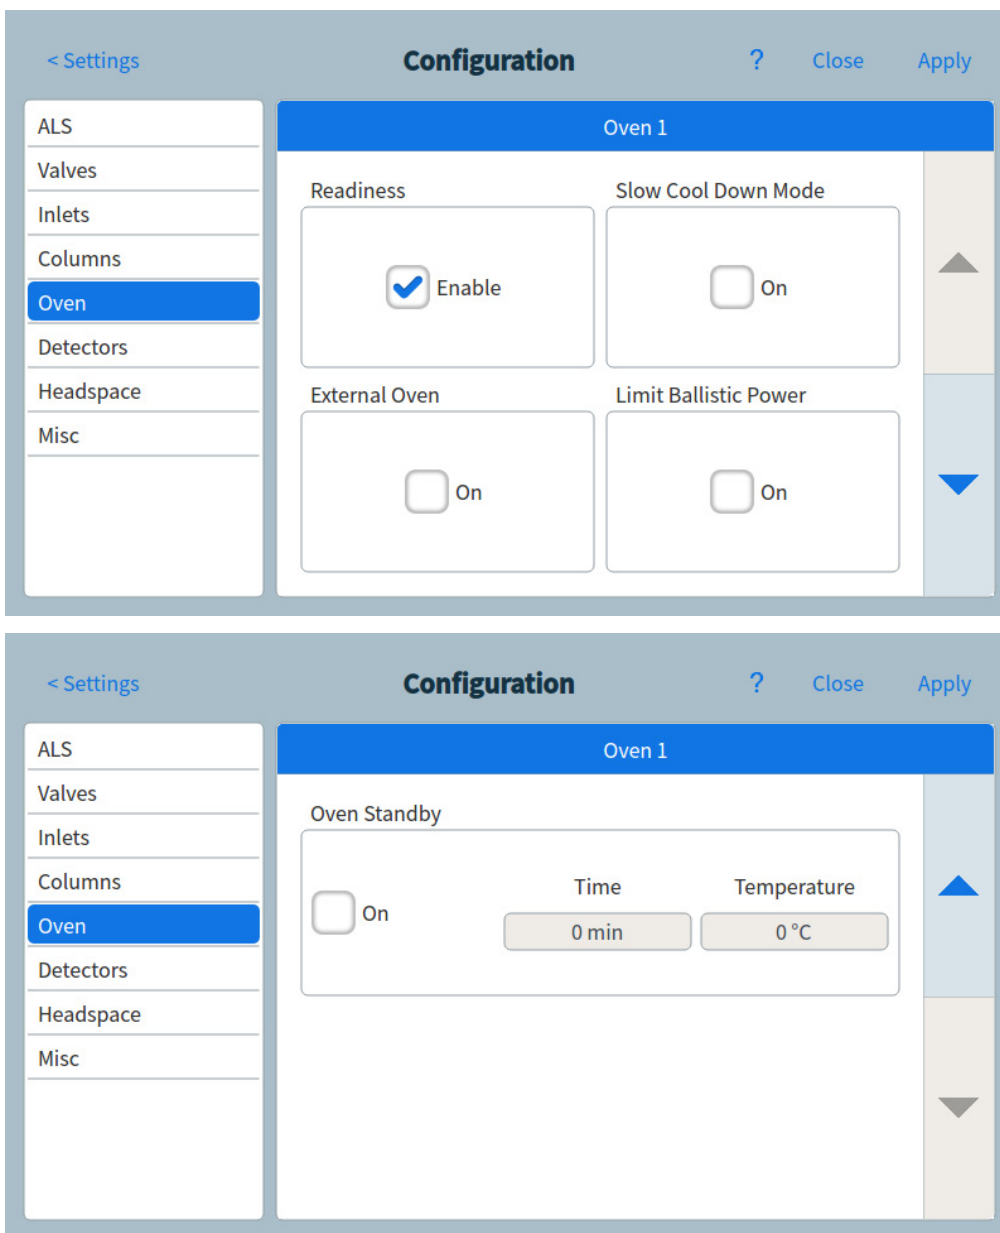 < Settings Configuration ? Close Apply
ALS
Valves
Inlets
Columns
Oven
Detectors
Headspace
Misc
Oven 1
Readiness Slow Cool Down Mode
Enable On
External Oven Limit Ballistic Power
On On
< Settings Configuration ? Close Apply
ALS
Valves
Inlets
Columns
Oven
Detectors
Headspace
Misc
Oven 1
Oven Standby
On
Time Temperature
0 min 0 °C